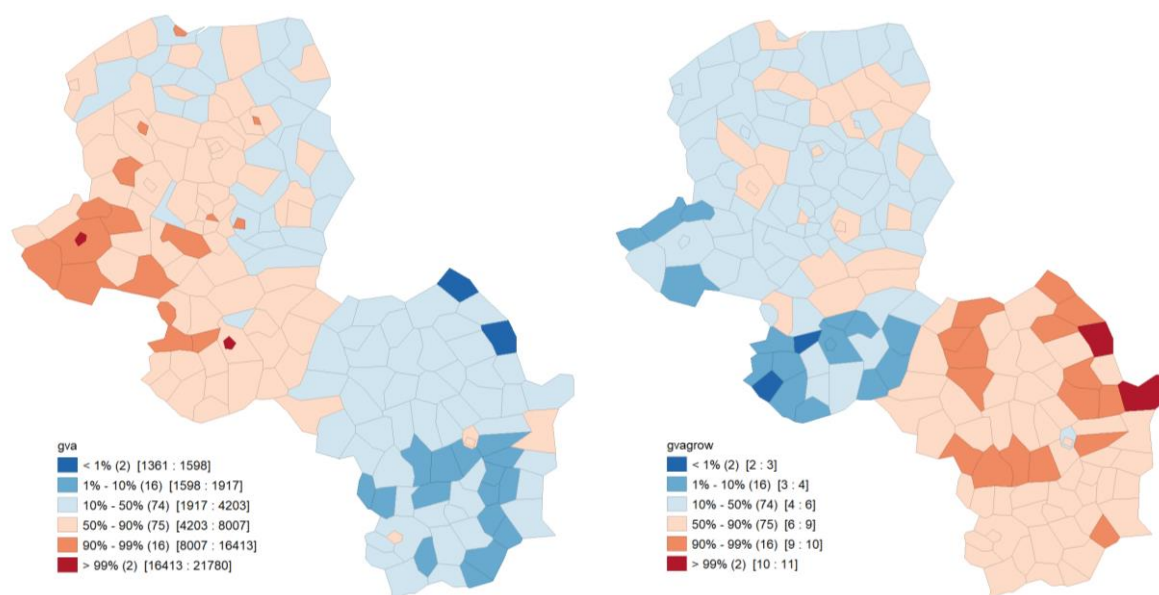 gva
< 1% (2) [1361 : 1598]
1% - 10% (16) [1598 : 1917]
10% - 50% (74) [1917 : 4203]
50% - 90% (75) [4203 : 8007]
90% - 99% (16) [8007 : 16413]
> 99% (2) [16413 : 21780]
gvagrow
< 1% (2) [2 : 3]
1% - 10% (16) [3 : 4]
10% - 50% (74) [4 : 6]
50% - 90% (75) [6 : 9]
90% - 99% (16) [9 : 10]
> 99% (2) [10 : 11]